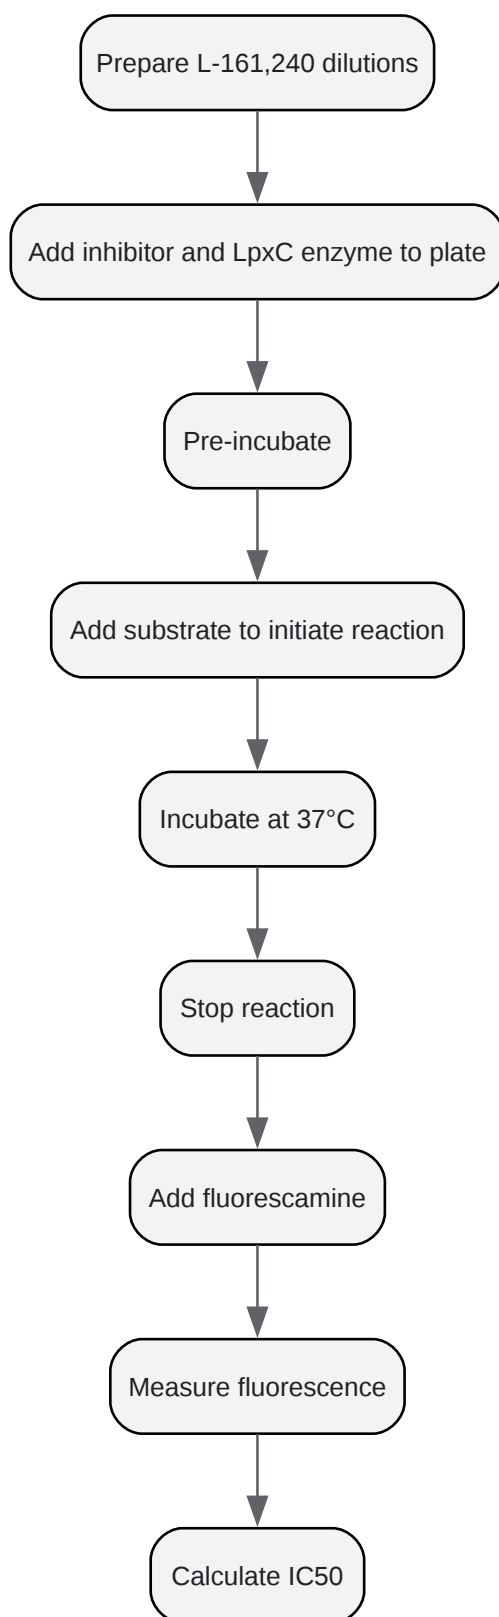 Prepare L-161,240 dilutions
Add inhibitor and LpxC enzyme to plate
Pre-incubate
Add substrate to initiate reaction
Incubate at 37°C
Stop reaction
Add fluorescamine
Measure fluorescence
Calculate IC50